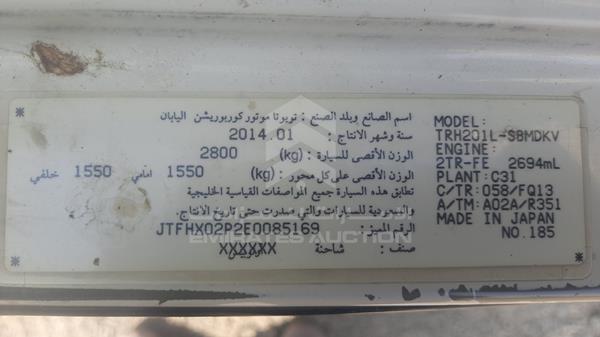 اسم الصانع وبلد الصنع : تويوتا موتور كوربوريشن اليابان
سنة وشهر الانتاج : 2014.01
الوزن الأقصى للسيارة : (kg) 2800
الوزن الأقصى على كل محور : (kg) 1550 امامي 1550 خلفي
تطابق هذه السيارة جميع المواصفات القياسية الخليجية
والسعودية للسيارات والتي صدرت حتى تاريخ الانتاج.
الرقم المميز : JTFHX02P2E0085169
صنف : شاحنة XXXXXX
MODEL:
TRH201L-SBMDKV
ENGINE:
2TR-FE 2694mL
PLANT: C31
C/TR: 058/FQ13
A/TM: A02A/R351
MADE IN JAPAN
NO. 185
EMIRATES AUCTION